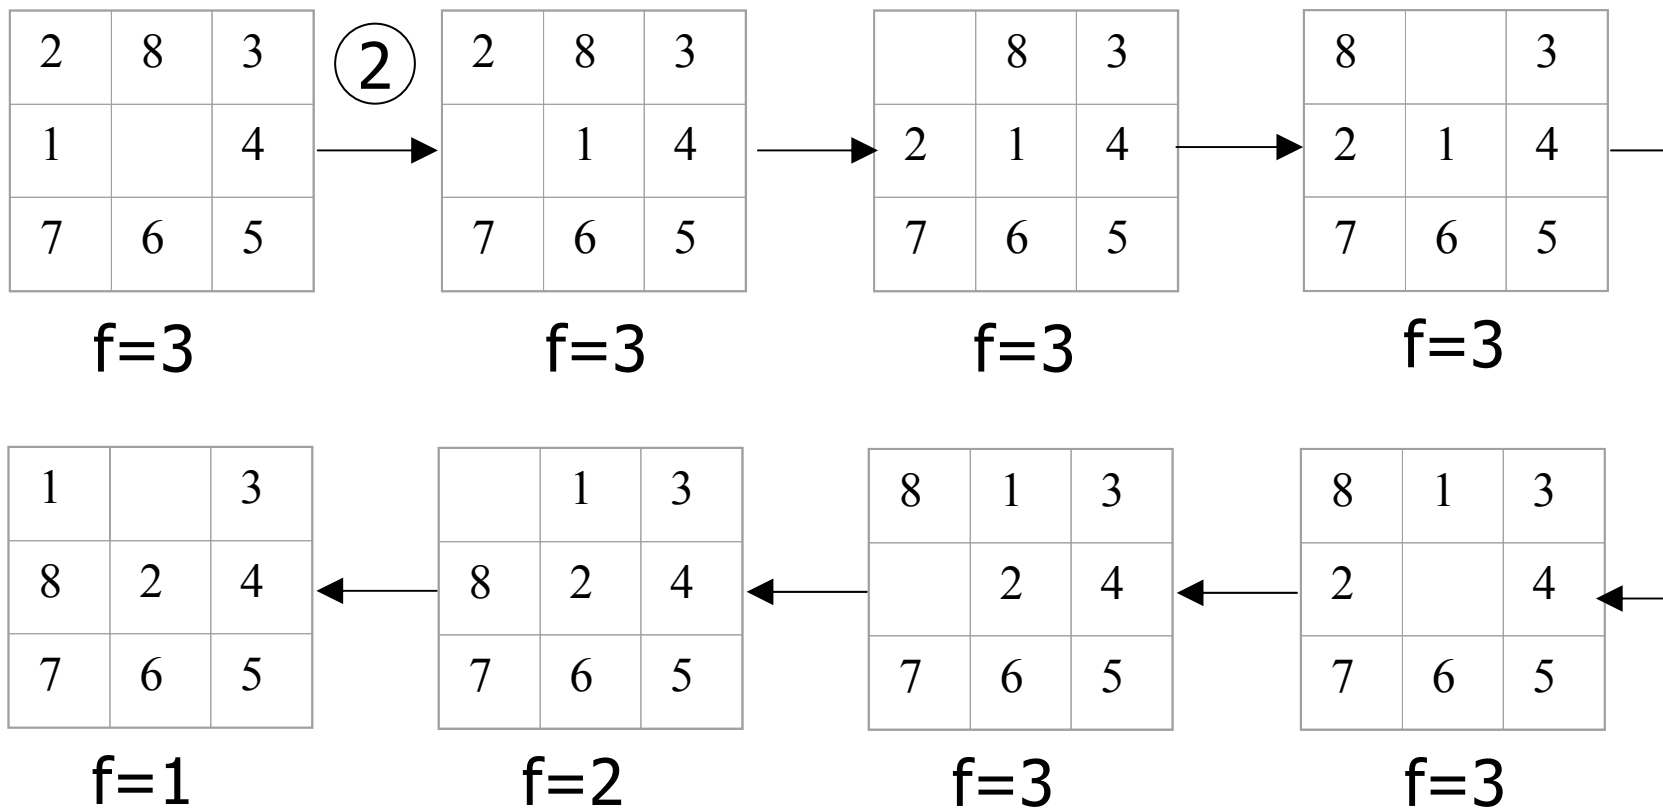 2 8 3 ② 2 8 3 8 3 8 3
1 4 1 4 2 1 4 2 1 4
7 6 5 7 6 5 7 6 5 7 6 5
f=3 f=3 f=3 f=3
1 3 1 3 8 1 3 8 1 3
8 2 4 8 2 4 2 4 2 4
7 6 5 7 6 5 7 6 5 7 6 5
f=1 f=2 f=3 f=3